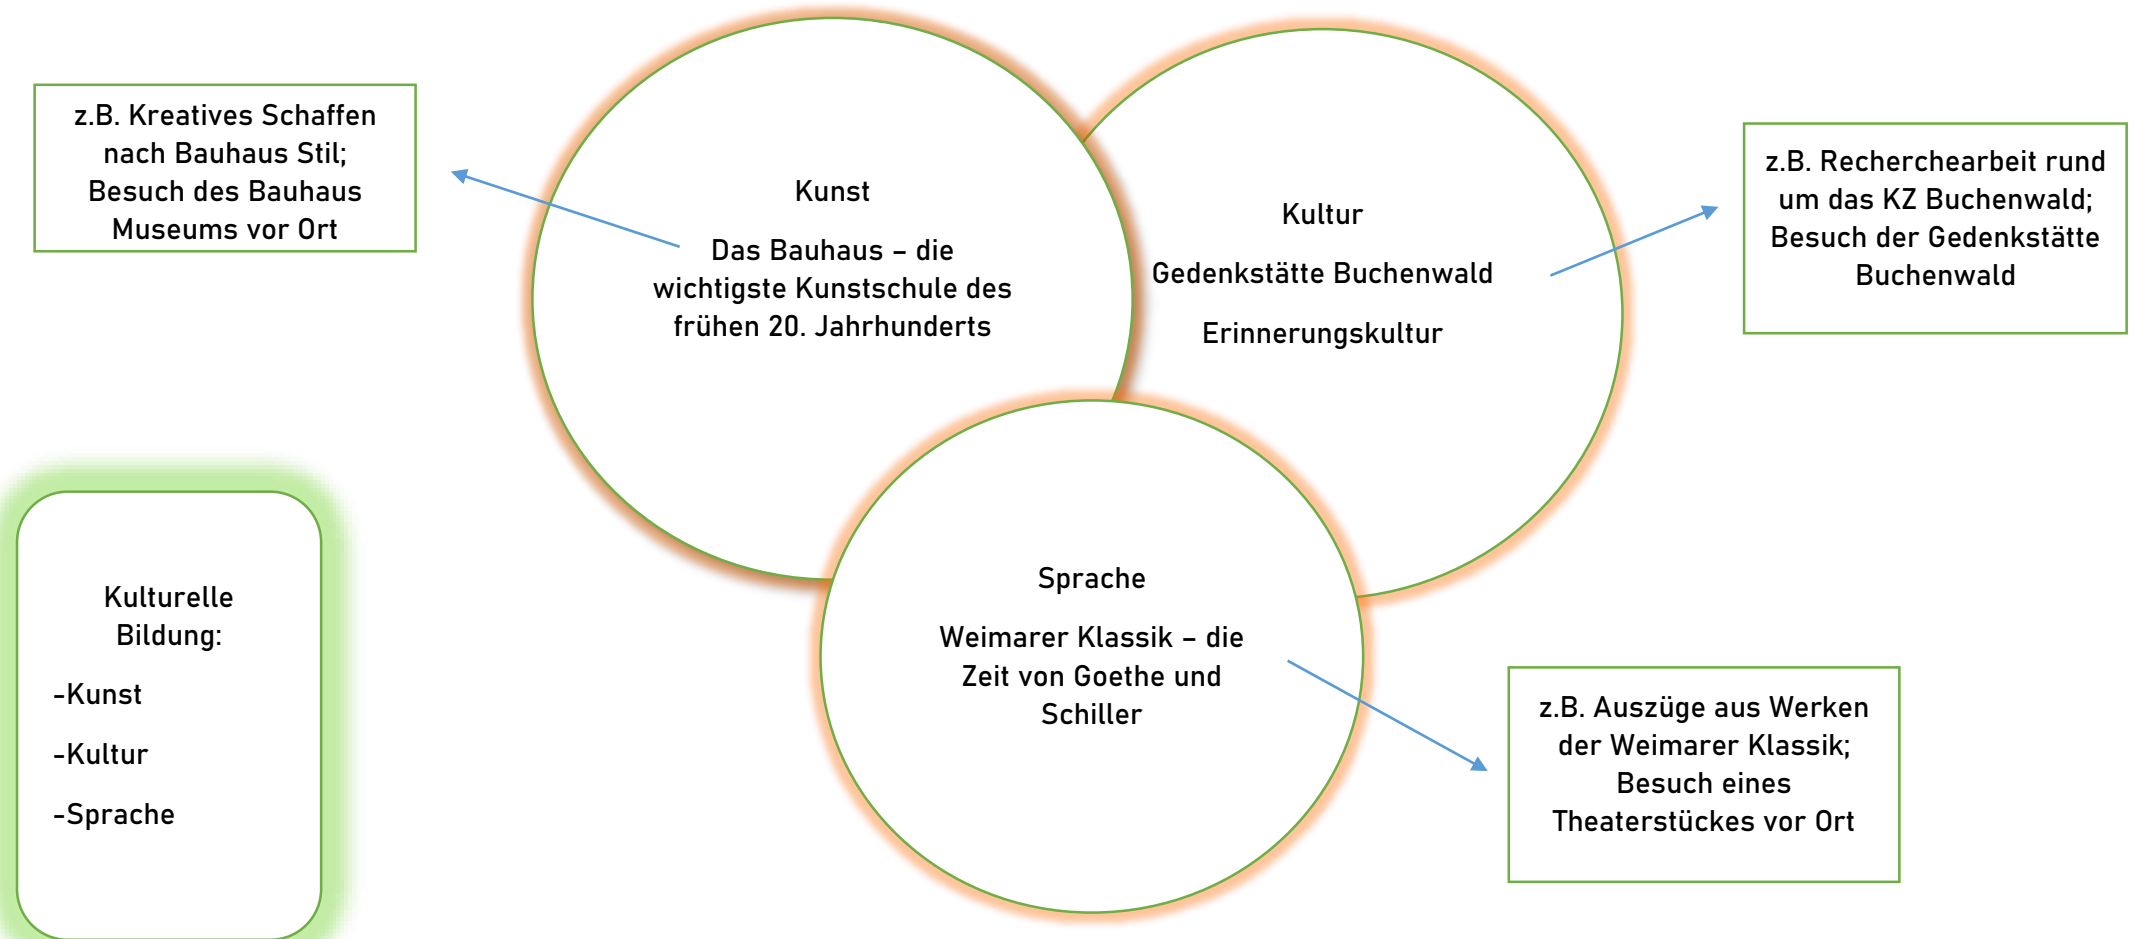 z.B. Kreatives Schaffen
nach Bauhaus Stil;
Besuch des Bauhaus
Museums vor Ort
Kunst
Das Bauhaus – die
wichtigste Kunstschule des
frühen 20. Jahrhunderts
Kultur
Gedenkstätte Buchenwald
Erinnerungskultur
z.B. Recherchearbeit rund
um das KZ Buchenwald;
Besuch der Gedenkstätte
Buchenwald
Kulturelle
Bildung:
-Kunst
-Kultur
-Sprache
Sprache
Weimarer Klassik – die
Zeit von Goethe und
Schiller
z.B. Auszüge aus Werken
der Weimarer Klassik;
Besuch eines
Theaterstückes vor Ort